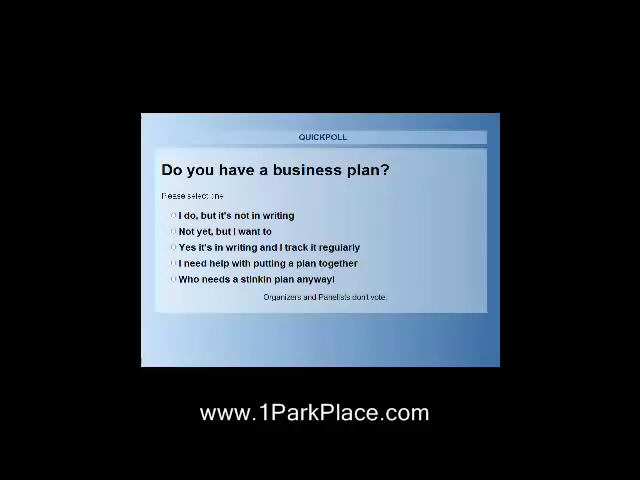 QUICKPOLL
Do you have a business plan?
Please select one
I do, but it's not in writing
Not yet, but I want to
Yes it's in writing and I track it regularly
I need help with putting a plan together
Who needs a stinkin plan anyway!
Organizers and Panelists don't vote.
www.1ParkPlace.com